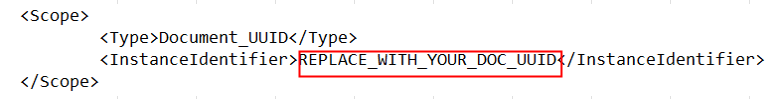 <Scope>
<Type>Document_UUID</Type>
<InstanceIdentifier>REPLACE_WITH_YOUR_DOC_UUID</InstanceIdentifier>
</Scope>